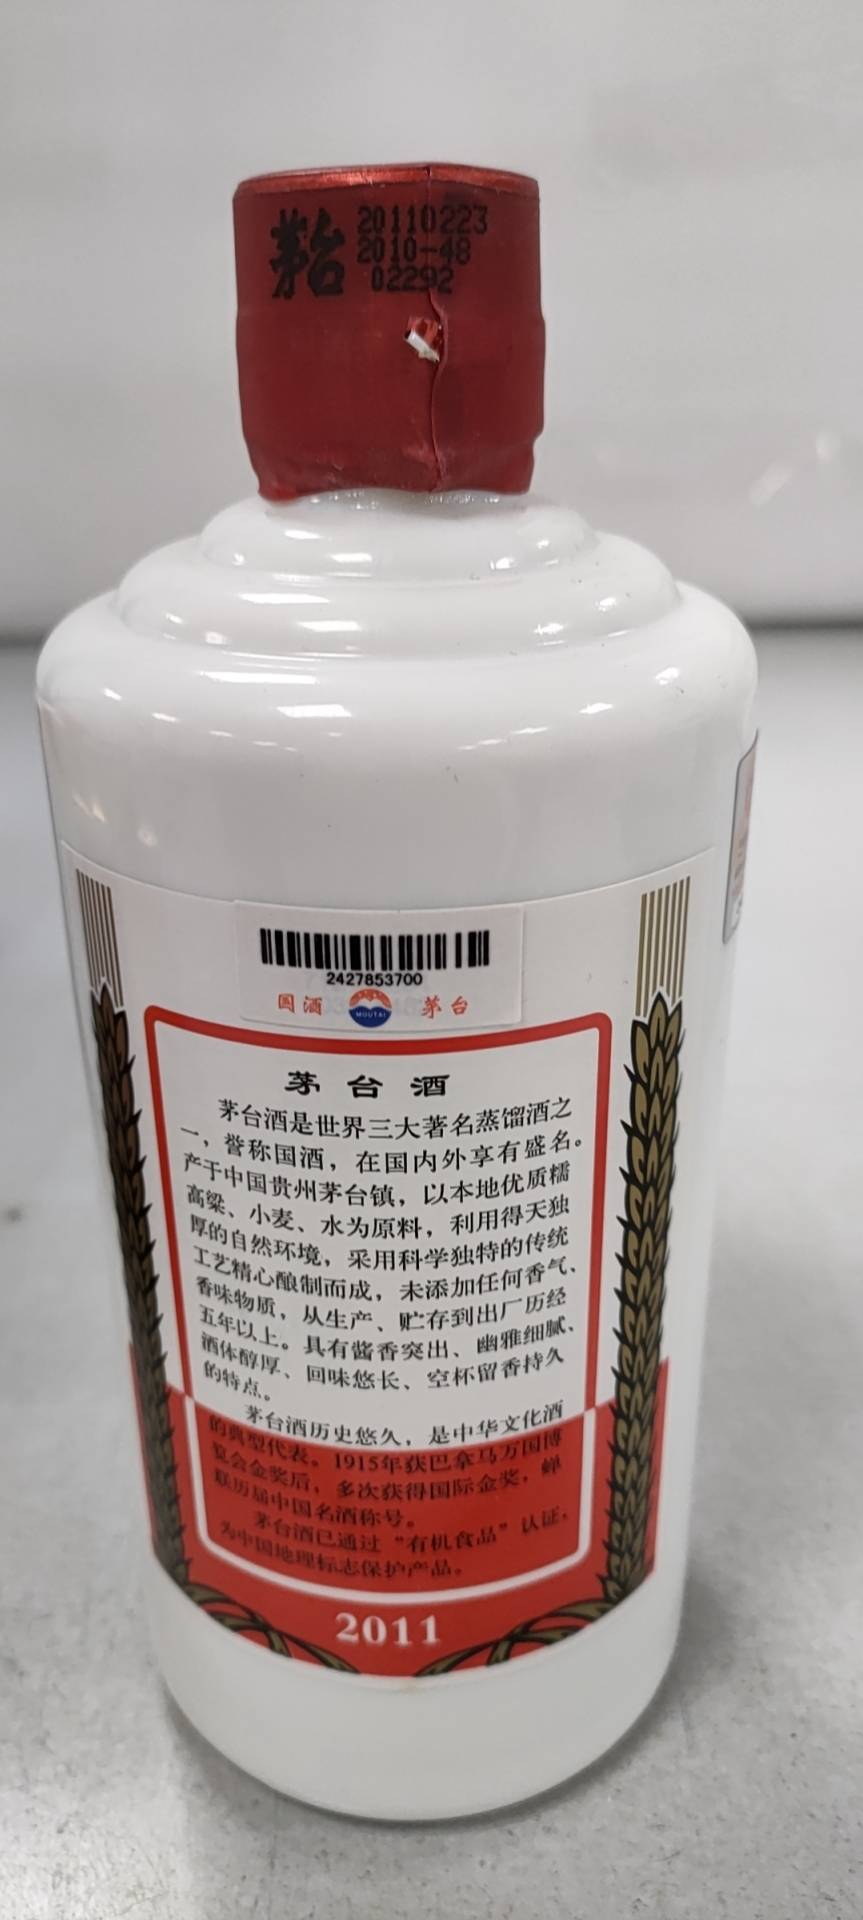 茅台
20110223
2010-48
02292
2427853700
国酒
MOUTAI
茅台
茅台酒
茅台酒是世界三大著名蒸馏酒之
一，誉称国酒，在国内外享有盛名。
产于中国贵州茅台镇，以本地优质糯
高粱、小麦、水为原料，利用得天独
厚的自然环境，采用科学独特的传统
工艺精心酿制而成，未添加任何香气、
香味物质，从生产、贮存到出厂历经
五年以上。具有酱香突出、幽雅细腻、
酒体醇厚、回味悠长、空杯留香持久
的特点。
茅台酒历史悠久，是中华文化酒
的典型代表。1915年获巴拿马万国博
览会金奖后，多次获得国际金奖，蝉
联历届中国名酒称号。
茅台酒已通过“有机食品”认证，
为中国地理标志保护产品。
2011